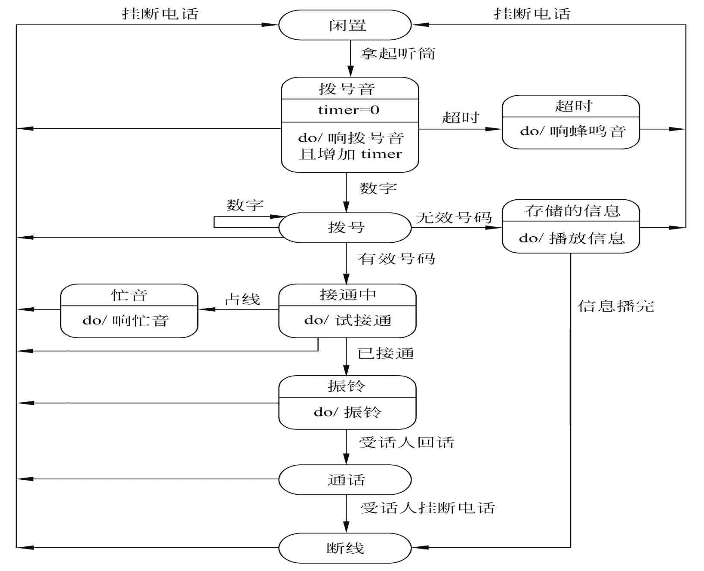 挂断电话
闲置
挂断电话
拿起听筒
拨号音
timer=0
do/响拨号音
且增加timer
超时
超时
do/响蜂鸣音
数字
数字
拨号
无效号码
存储的信息
do/播放信息
有效号码
忙音
do/响忙音
占线
接通中
do/试接通
信息播完
已接通
振铃
do/振铃
受话人回话
通话
受话人挂断电话
断线